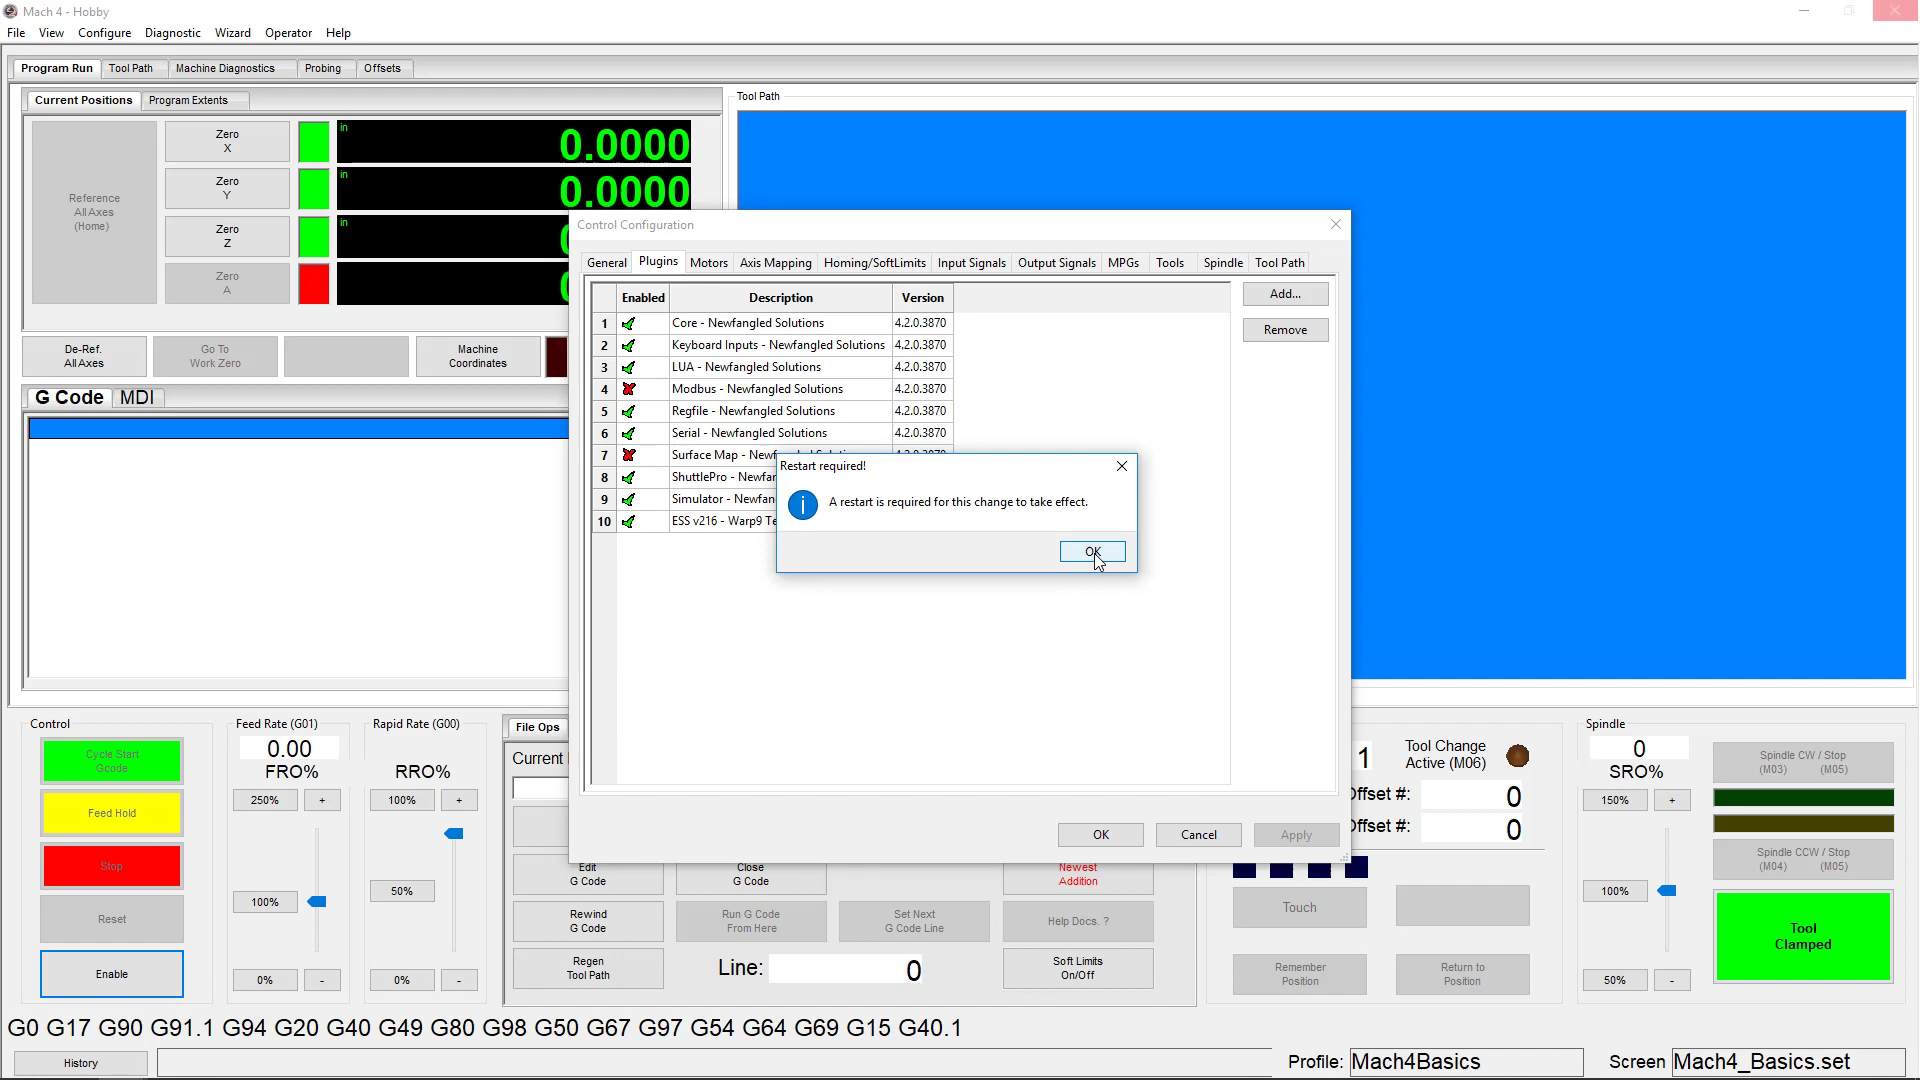 Mach 4 - Hobby
File View Configure Diagnostic Wizard Operator Help
Program Run Tool Path Machine Diagnostics Probing Offsets
Current Positions Program Extents
Tool Path
Reference
All Axes
(Home)
Zero
X
in
0.0000
Zero
Y
in
0.0000
Zero
Z
in
Zero
A
De-Ref.
All Axes
Go To
Work Zero
Machine
Coordinates
G Code MDI
Control Configuration
General Plugins Motors Axis Mapping Homing/SoftLimits Input Signals Output Signals MPGs Tools Spindle Tool Path
Enabled Description Version
1 Core - Newfangled Solutions 4.2.0.3870
2 Keyboard Inputs - Newfangled Solutions 4.2.0.3870
3 LUA - Newfangled Solutions 4.2.0.3870
4 Modbus - Newfangled Solutions 4.2.0.3870
5 Regfile - Newfangled Solutions 4.2.0.3870
6 Serial - Newfangled Solutions 4.2.0.3870
7 Surface Map -
8 ShuttlePro -
9 Simulator -
10 ESS v216 - Warp9
Add...
Remove
Restart required!
A restart is required for this change to take effect.
OK
OK Cancel Apply
Control
Cycle Start
Gcode
Feed Hold
Stop
Reset
Enable
Feed Rate (G01)
0.00
FRO%
250% +
100%
0% -
Rapid Rate (G00)
RRO%
100% +
50%
0% -
File Ops
Current
Edit
G Code
Close
G Code
Newest
Addition
Rewind
G Code
Run G Code
From Here
Set Next
G Code Line
Help Docs. ?
Regen
Tool Path
Line: 0
Soft Limits
On/Off
1
Tool Change
Active (M06)
Offset #: 0
Offset #: 0
Touch
Remember
Position
Return to
Position
Spindle
0
SRO%
150% +
100%
50% -
Spindle CW / Stop
(M03) (M05)
Spindle CCW / Stop
(M04) (M05)
Tool
Clamped
G0 G17 G90 G91.1 G94 G20 G40 G49 G80 G98 G50 G67 G97 G54 G64 G69 G15 G40.1
History
Profile: Mach4Basics
Screen Mach4_Basics.set